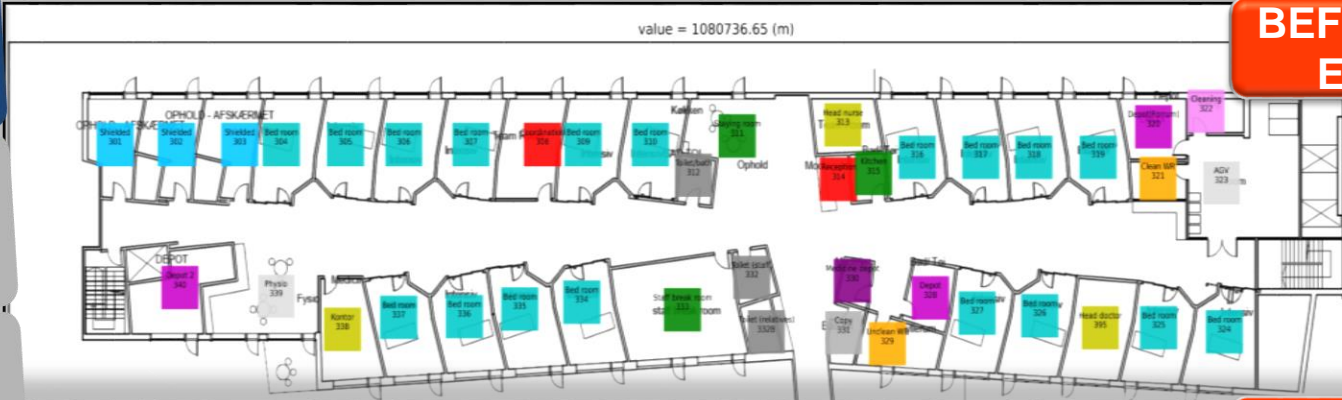 value = 1080736.65 (m)
BEF
E
OPHOLD - AFSKÆRMET
Shielded
301
Shielded
302
Shielded
303
Bed room
304
Bed room
305
Bed room
306
Bed room
307
308
Bed room
309
Bed room
310
Køkken
Staying room
311
Ophold
Toilet/bath
312
Head nurse
313
Reception
314
Kitchen
315
Bed room
316
Bed room
317
Bed room
318
Bed room
319
320
Clean WR
321
Cleaning
322
AGV
323
DEPOT
Depot 2
340
Physio
339
Kontor
338
Bed room
337
Bed room
336
Bed room
335
Bed room
334
Staff break room
333
Toilet (staff)
332
Toilet (relatives)
332B
Medicine depot
330
Copy
331
Unclean WR
329
Depot
328
Bed room
327
Bed room
326
Head doctor
395
Bed room
325
Bed room
324